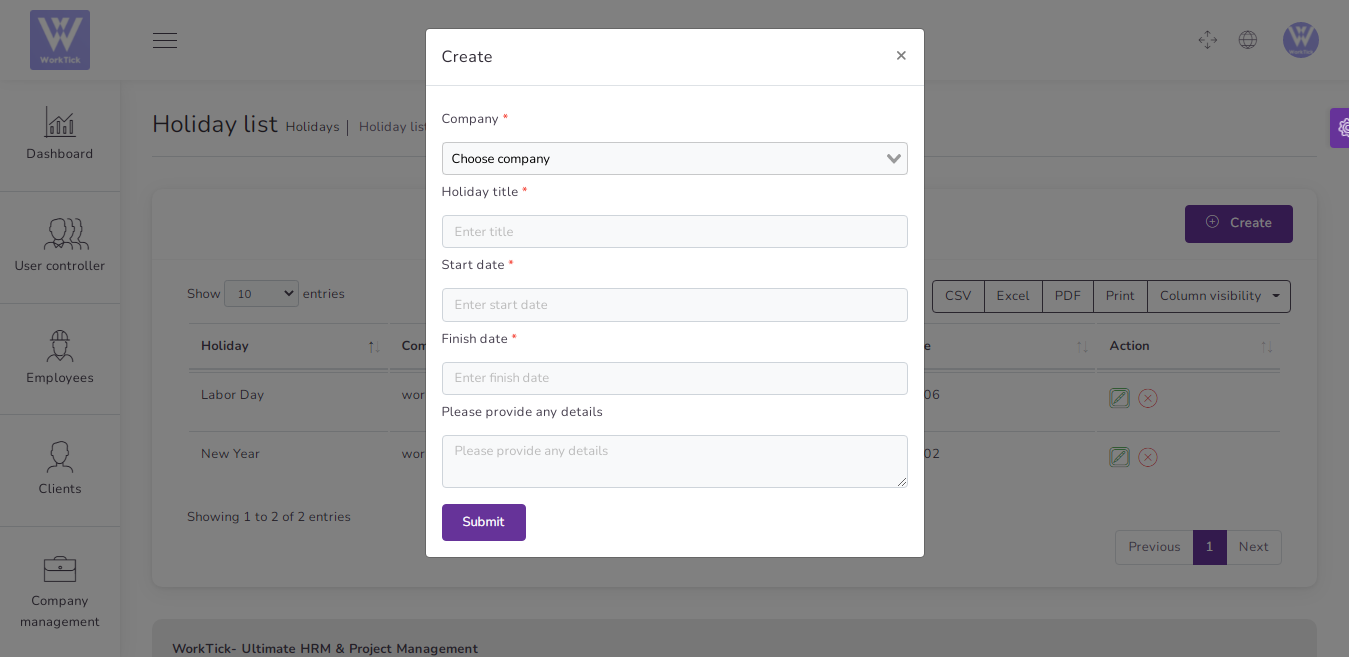 WorkTick
Create
×
Dashboard
User controller
Employees
Clients
Company
management
Holiday list Holidays | Holiday list
Create
Show 10 entries
CSV Excel PDF Print Column visibility
Holiday Com e Action
Labor Day wor 06
New Year wor 02
Showing 1 to 2 of 2 entries
Previous 1 Next
WorkTick- Ultimate HRM & Project Management
Company *
Choose company
Holiday title *
Enter title
Start date *
Enter start date
Finish date *
Enter finish date
Please provide any details
Please provide any details
Submit
WorkTick